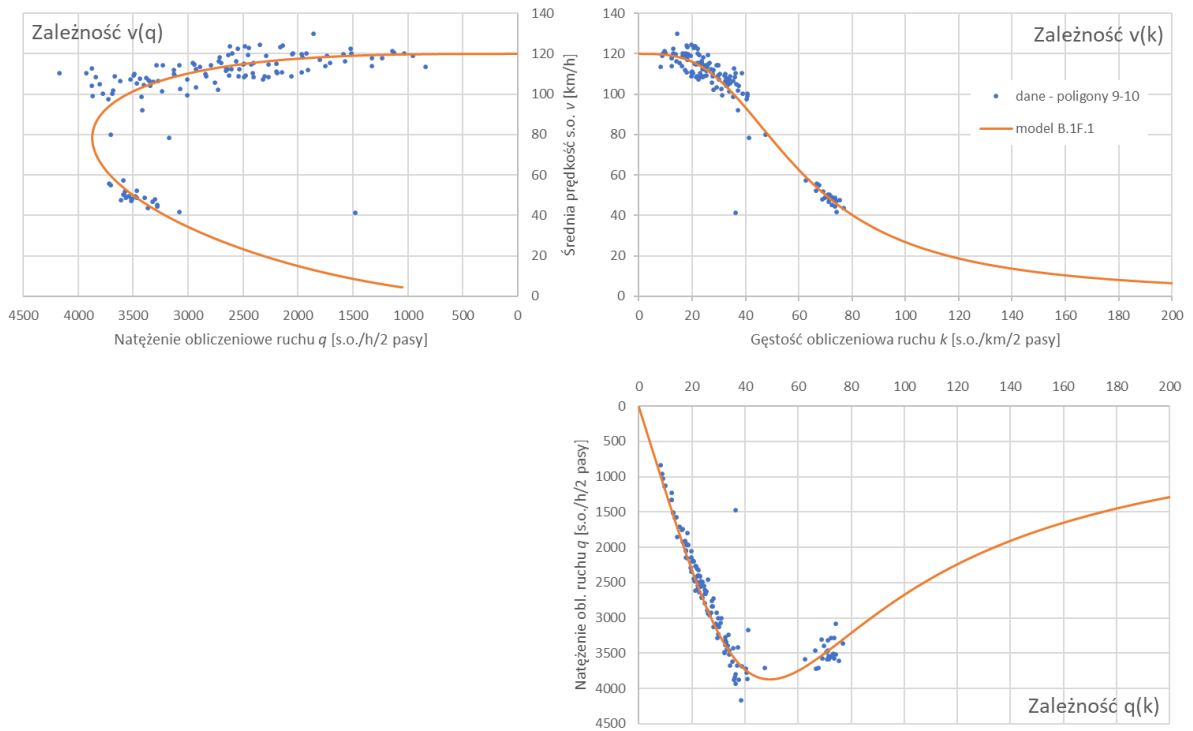 Zależność v(q)
140
120
100
80
60
40
20
0
Średnia prędkość s.o. v [km/h]
4500 4000 3500 3000 2500 2000 1500 1000 500 0
Natężenie obliczeniowe ruchu q [s.o./h/2 pasy]
Zależność v(k)
140
120
100
80
60
40
20
0
dane - poligony 9-10
model B.1F.1
0 20 40 60 80 100 120 140 160 180 200
Gęstość obliczeniowa ruchu k [s.o./km/2 pasy]
0 20 40 60 80 100 120 140 160 180 200
0
500
1000
1500
2000
2500
3000
3500
4000
4500
Natężenie obl. ruchu q [s.o./h/2 pasy]
Zależność q(k)